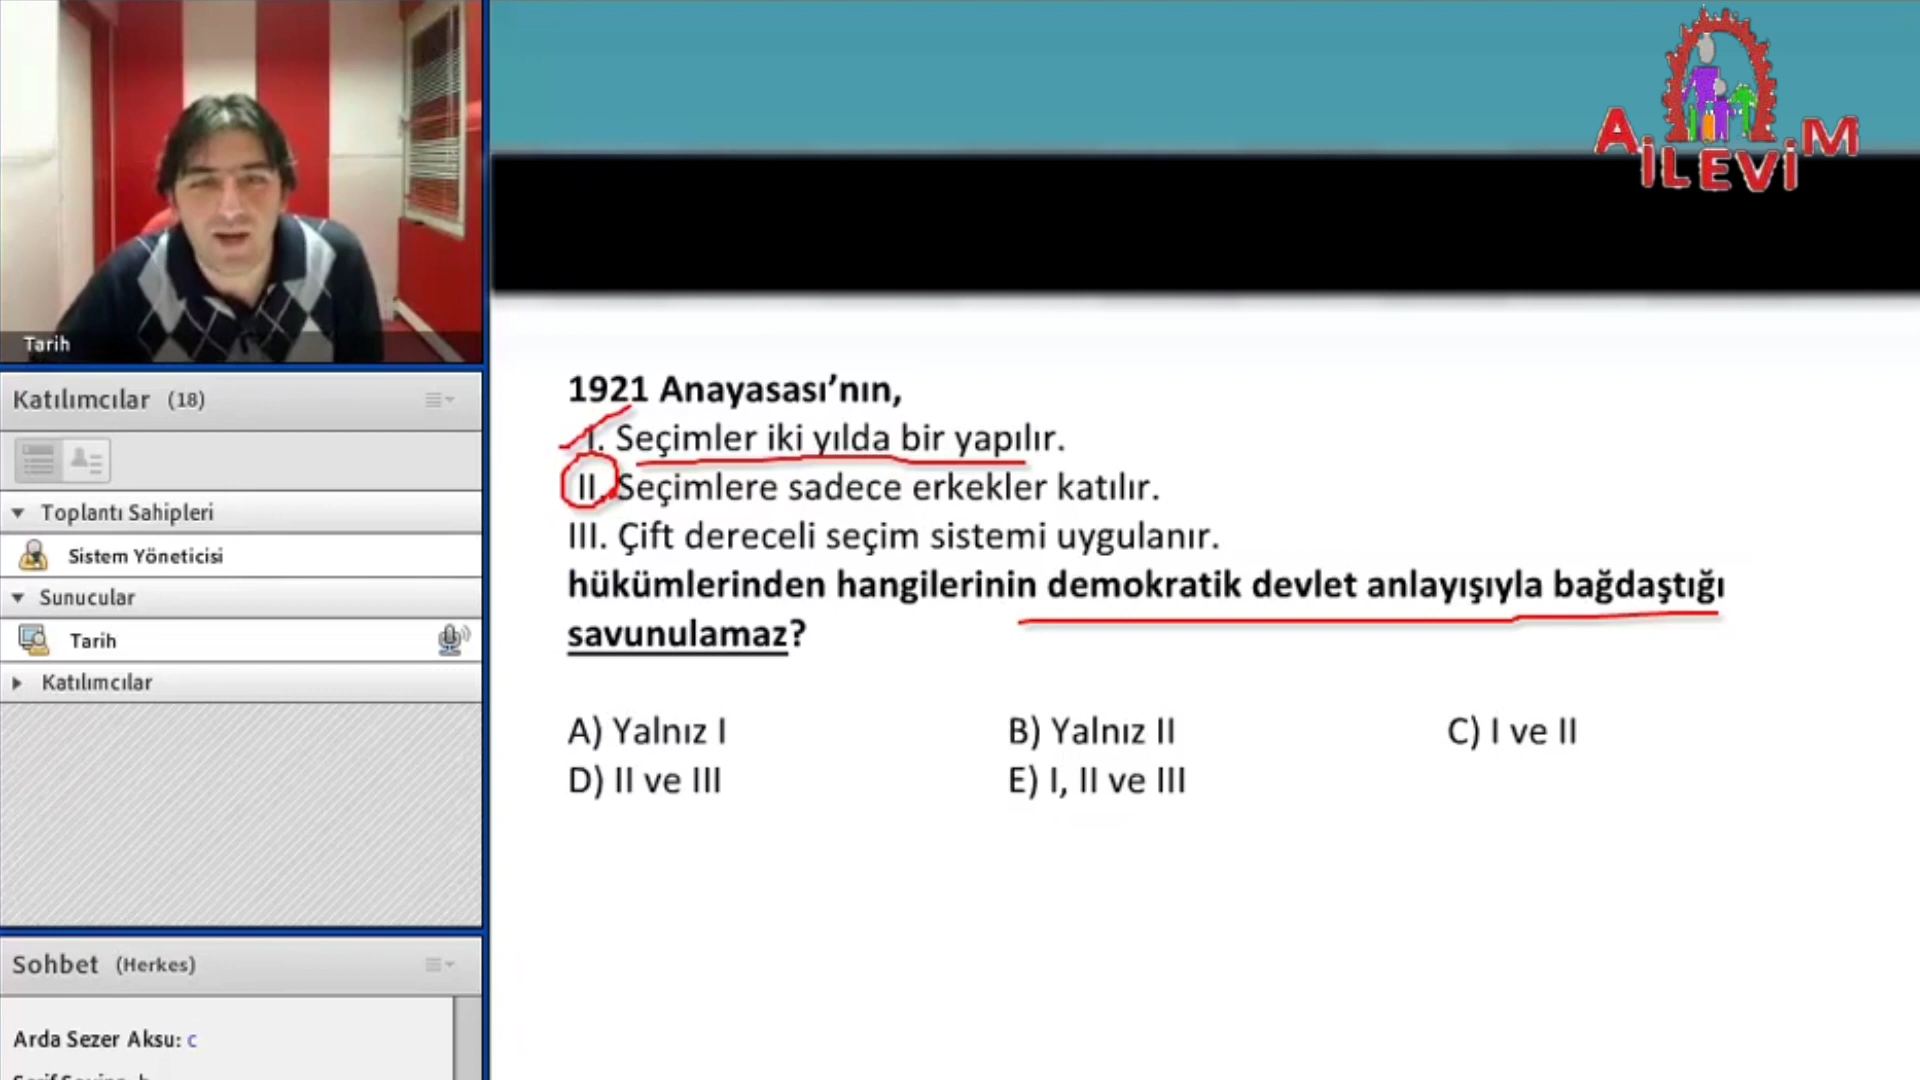 AiLEViM
Tarih
Katılımcılar (18)
Toplantı Sahipleri
Sistem Yöneticisi
Sunucular
Tarih
Katılımcılar
Sohbet (Herkes)
Arda Sezer Aksu: c
1921 Anayasası’nın,
I. Seçimler iki yılda bir yapılır.
II. Seçimlere sadece erkekler katılır.
III. Çift dereceli seçim sistemi uygulanır.
hükümlerinden hangilerinin demokratik devlet anlayışıyla bağdaştığı
savunulamaz?
A) Yalnız I B) Yalnız II C) I ve II
D) II ve III E) I, II ve III